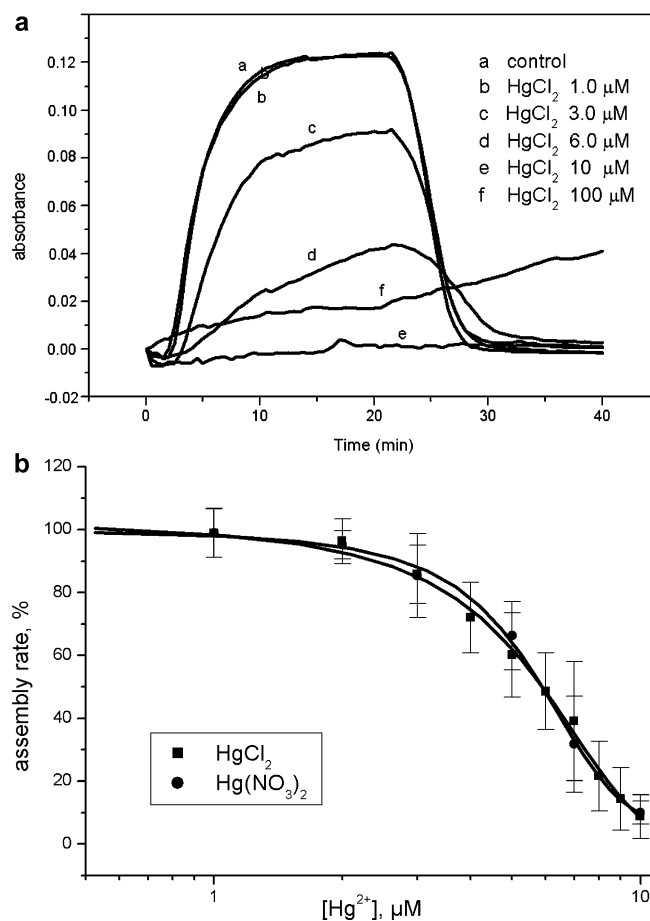 a
0.12
0.10
0.08
0.06
0.04
0.02
0.00
-0.02
absorbance
a
b
c
d
f
e
a control
b HgCl2 1.0 μM
c HgCl2 3.0 μM
d HgCl2 6.0 μM
e HgCl2 10 μM
f HgCl2 100 μM
0
10
20
30
40
Time (min)
b
120
100
80
60
40
20
0
assembly rate, %
HgCl2
Hg(NO3)2
1
10
[Hg2+], μM